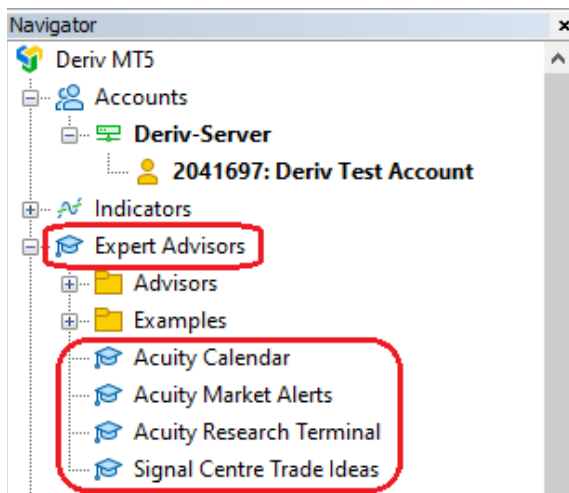 Navigator
Deriv MT5
Accounts
Deriv-Server
2041697: Deriv Test Account
Indicators
Expert Advisors
Advisors
Examples
Acuity Calendar
Acuity Market Alerts
Acuity Research Terminal
Signal Centre Trade Ideas